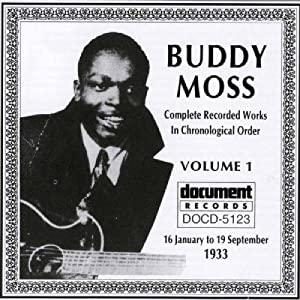 BUDDY
MOSS
Complete Recorded Works
In Chronological Order
VOLUME 1
document
RECORDS
DOCD-5123
16 January to 19 September
1933